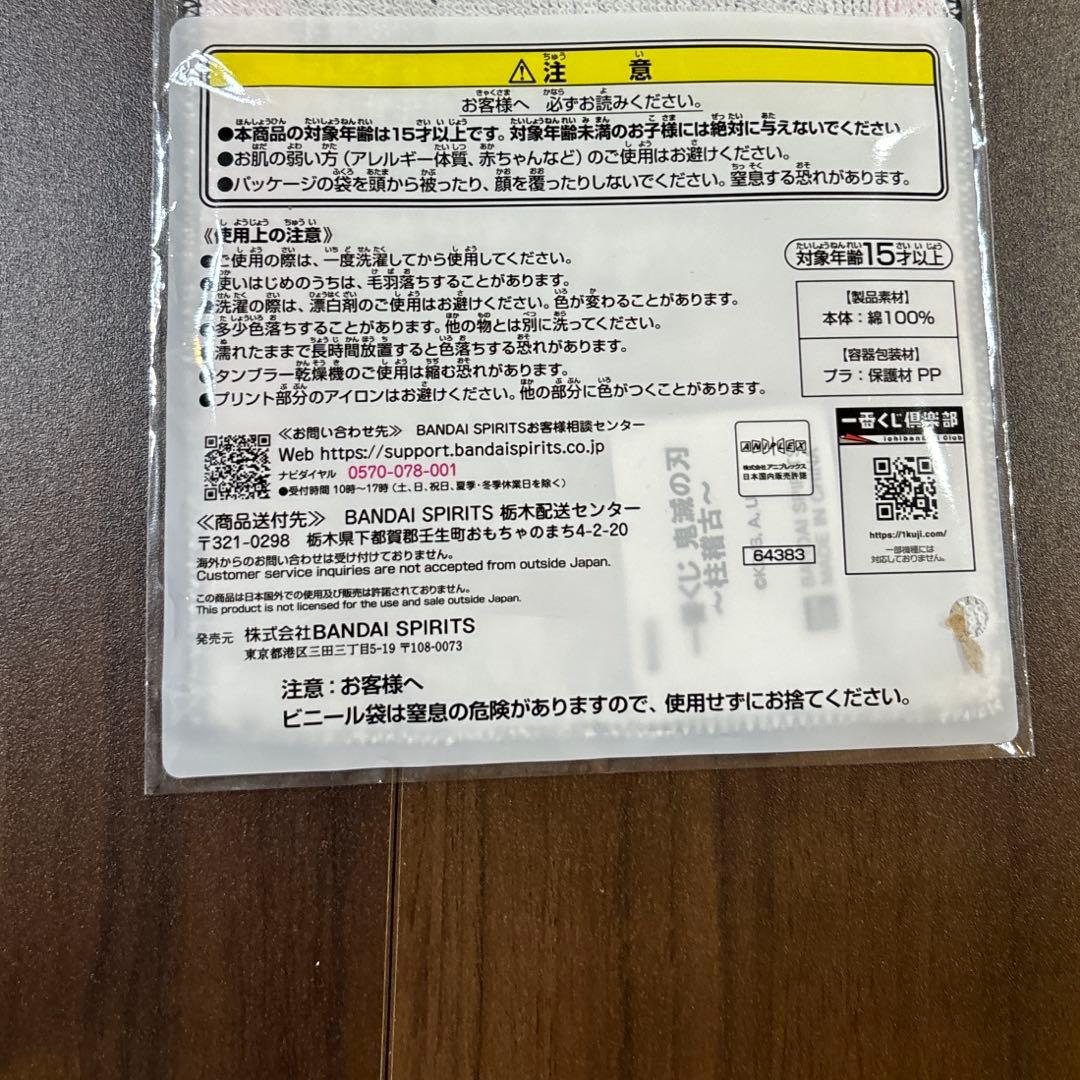 ⚠注意
お客様へ 必ずお読みください。
●本商品の対象年齢は15才以上です。対象年齢未満のお子様には絶対に与えないでください。
●お肌の弱い方（アレルギー体質、赤ちゃんなど）のご使用はお避けください。
●パッケージの袋を頭から被ったり、顔を覆ったりしないでください。窒息する恐れがあります。
《使用上の注意》
●ご使用の際は、一度洗濯してから使用してください。
●使いはじめのうちは、毛羽落ちすることがあります。
●洗濯の際は、漂白剤のご使用はお避けください。色が変わることがあります。
●多少色落ちすることがあります。他の物とは別に洗ってください。
●濡れたままで長時間放置すると色落ちする恐れがあります。
●タンブラー乾燥機のご使用は縮む恐れがあります。
●プリント部分のアイロンはお避けください。他の部分に色がつくことがあります。
対象年齢15才以上
【製品素材】
本体：綿100%
【容器包装材】
プラ：保護材 PP
≪お問い合わせ先≫ BANDAI SPIRITSお客様相談センター
Web https://support.bandaispirits.co.jp
ナビダイヤル 0570-078-001
●受付時間 10時〜17時（土、日、祝日、夏季・冬季休業日を除く）
≪商品送付先≫ BANDAI SPIRITS 栃木配送センター
〒321-0298 栃木県下都賀郡壬生町おもちゃのまち4-2-20
海外からのお問い合わせは受け付けておりません。
Customer service inquiries are not accepted from outside Japan.
この商品は日本国外での使用及び販売は許諾されておりません。
This product is not licensed for the use and sale outside Japan.
発売元 株式会社BANDAI SPIRITS
東京都港区三田三丁目5-19 〒108-0073
注意：お客様へ
ビニール袋は窒息の危険がありますので、使用せずにお捨てください。
ANIPLEX
株式会社アニプレックス
日本国内販売許諾
64383
一番くじ倶楽部
ichibanKUJI Club
https://1kuji.com/
一部機種には
対応しておりません。
一番くじ 鬼滅の刃
〜柱稽古〜
MADE IN CHINA